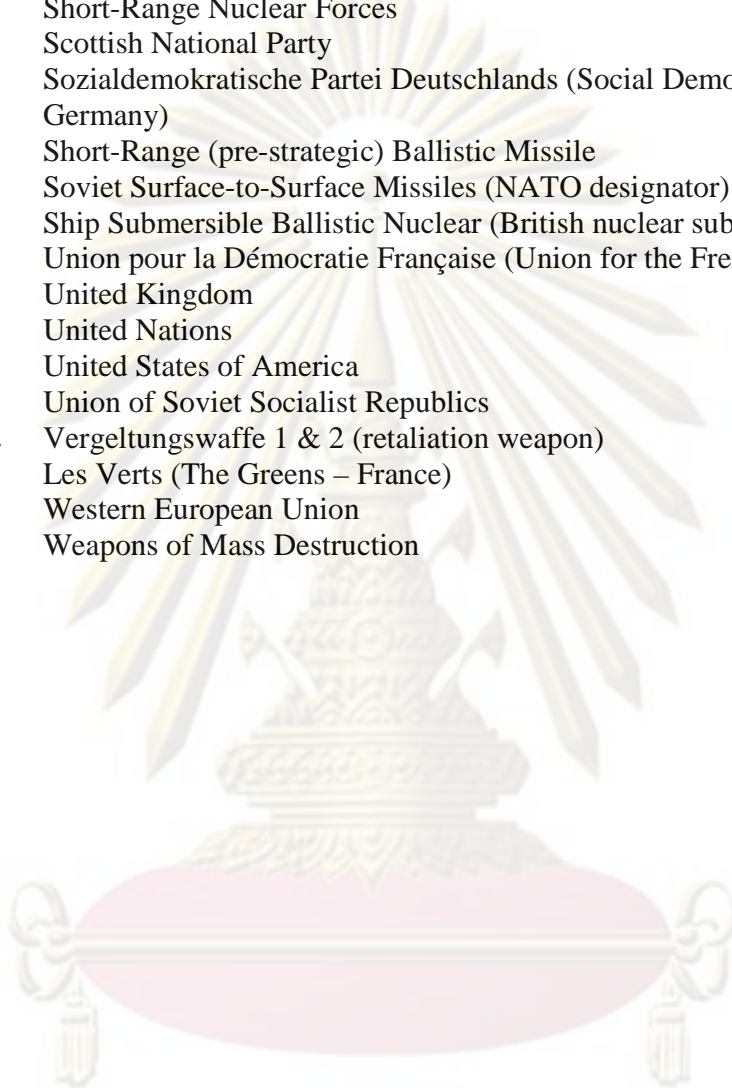 Short-Range Nuclear Forces
Scottish National Party
Sozialdemokratische Partei Deutschlands (Social
Germany)
Short-Range (pre-strategic) Ballistic Missile
Soviet Surface-to-Surface Missiles (NATO designator)
Ship Submersible Ballistic Nuclear (British nuclear
Union pour la Démocratie Française (Union for the
United Kingdom
United Nations
United States of America
Union of Soviet Socialist Republics
Vergeltungswaffe 1 & 2 (retaliation weapon)
Les Verts (The Greens – France)
Western European Union
Weapons of Mass Destruction